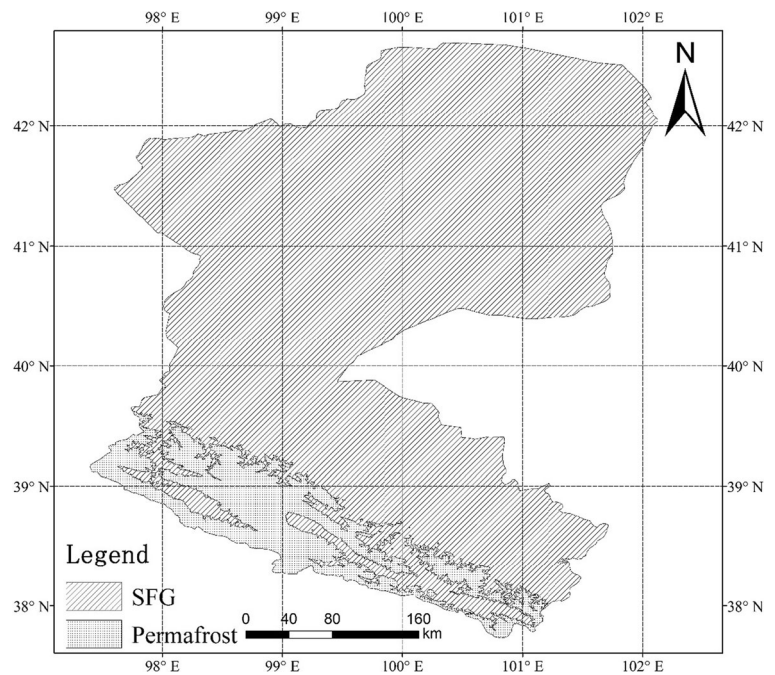 98° E 99° E 100° E 101° E 102° E
N
42° N 42° N
41° N 41° N
40° N 40° N
39° N 39° N
Legend
SFG
38° N 38° N
0 40 80 160
Permafrost km
98° E 99° E 100° E 101° E 102° E